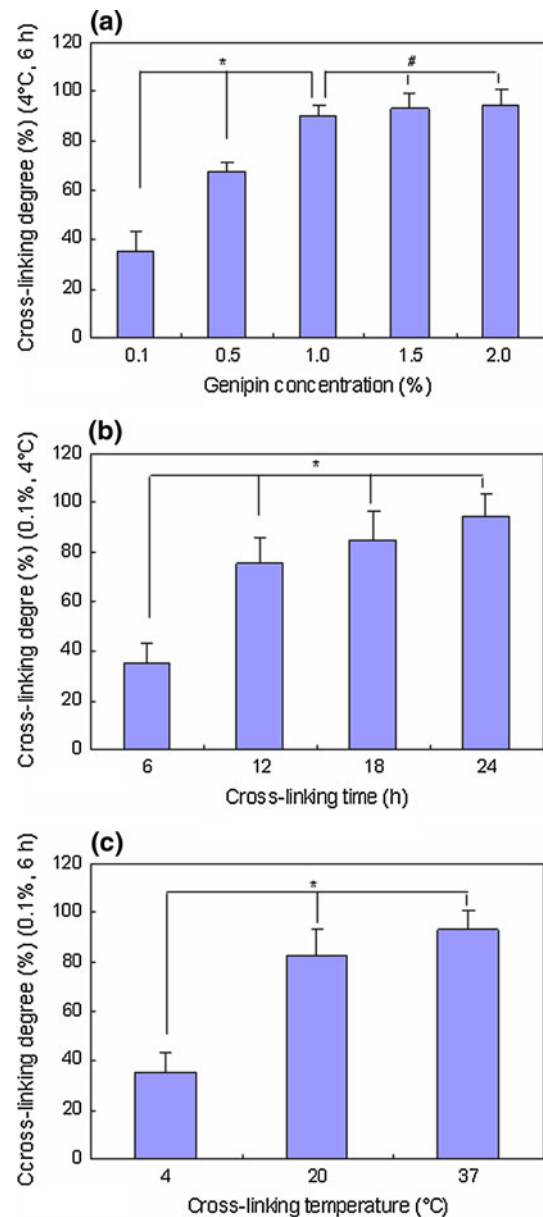 (a)
Cross-linking degree (%) (4°C, 6 h)
120
100
80
60
40
20
0
*
#
0.1 0.5 1.0 1.5 2.0
Genipin concentration (%)
(b)
Cross-linking degre (%) (0.1%, 4°C)
120
100
80
60
40
20
0
*
6 12 18 24
Cross-linking time (h)
(c)
Ccross-linking degree (%) (0.1%, 6 h)
120
100
80
60
40
20
0
*
4 20 37
Cross-linking temperature (°C)